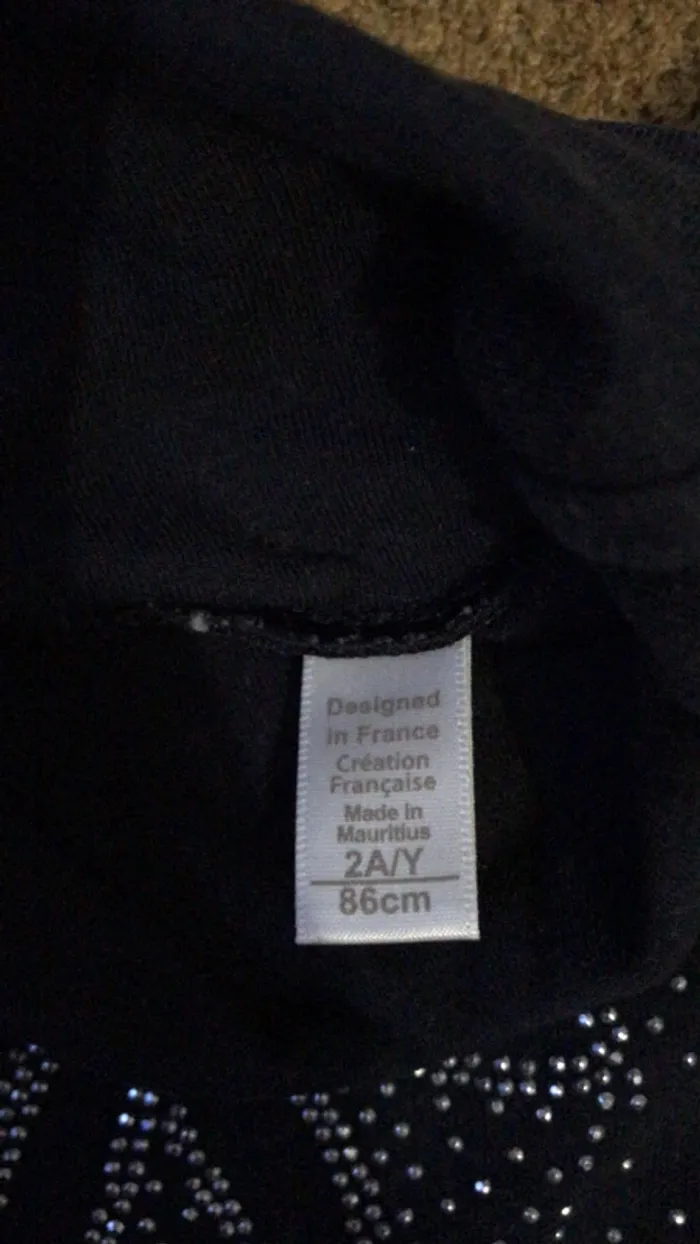 Designed
in France
Création
Française
Made in
Mauritius
2A/Y
86cm